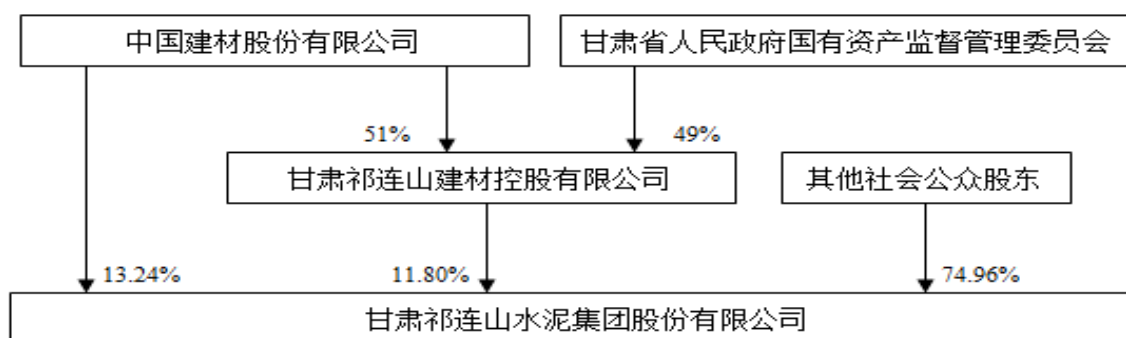 中国建材股份有限公司
甘肃省人民政府国有资产监督管理委员会
51%
49%
甘肃祁连山建材控股有限公司
其他社会公众股东
13.24%
11.80%
74.96%
甘肃祁连山水泥集团股份有限公司